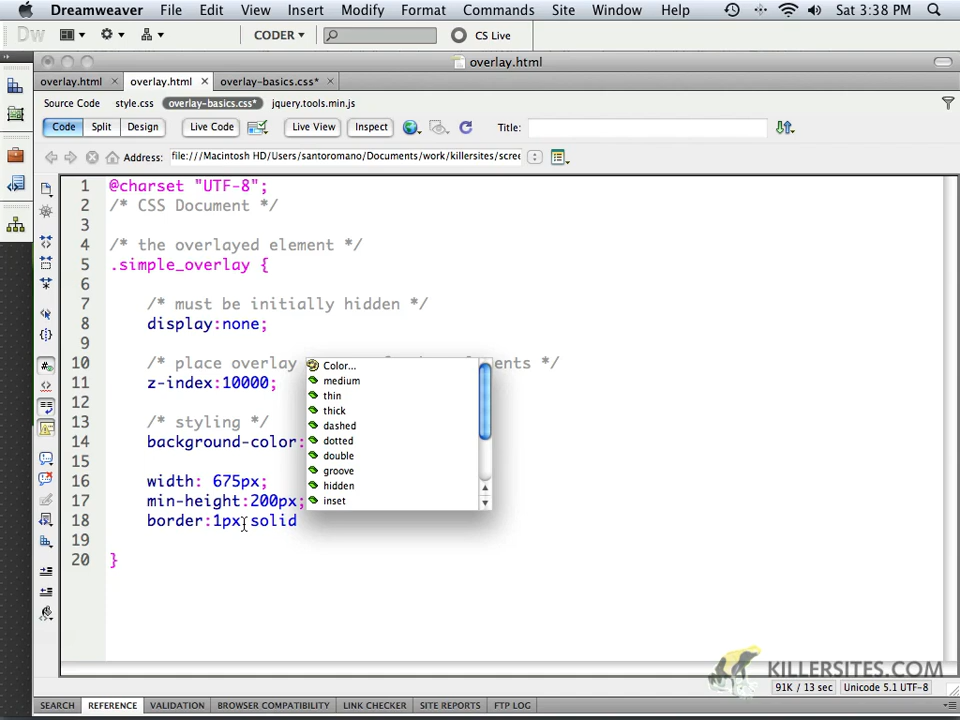 Dreamweaver File Edit View Insert Modify Format Commands Site Window Help Sat 3:38 PM
Dw CODER CS Live
overlay.html
overlay.html overlay.html overlay-basics.css*
Source Code style.css overlay-basics.css* jquery.tools.min.js
Code Split Design Live Code Live View Inspect Title:
Address: file:///Macintosh HD/Users/santoromano/Documents/work/killersites/scree
1 @charset "UTF-8";
2 /* CSS Document */
3
4 /* the overlayed element */
5 .simple_overlay {
6
7 /* must be initially hidden */
8 display:none;
9
10 /* place overlay ents */
11 z-index:10000;
12
13 /* styling */
14 background-color:
15
16 width: 675px;
17 min-height:200px;
18 border:1px solid
19
20 }
Color...
medium
thin
thick
dashed
dotted
double
groove
hidden
inset
KILLERSITES.COM
91K / 13 sec Unicode 5.1 UTF-8
SEARCH REFERENCE VALIDATION BROWSER COMPATIBILITY LINK CHECKER SITE REPORTS FTP LOG